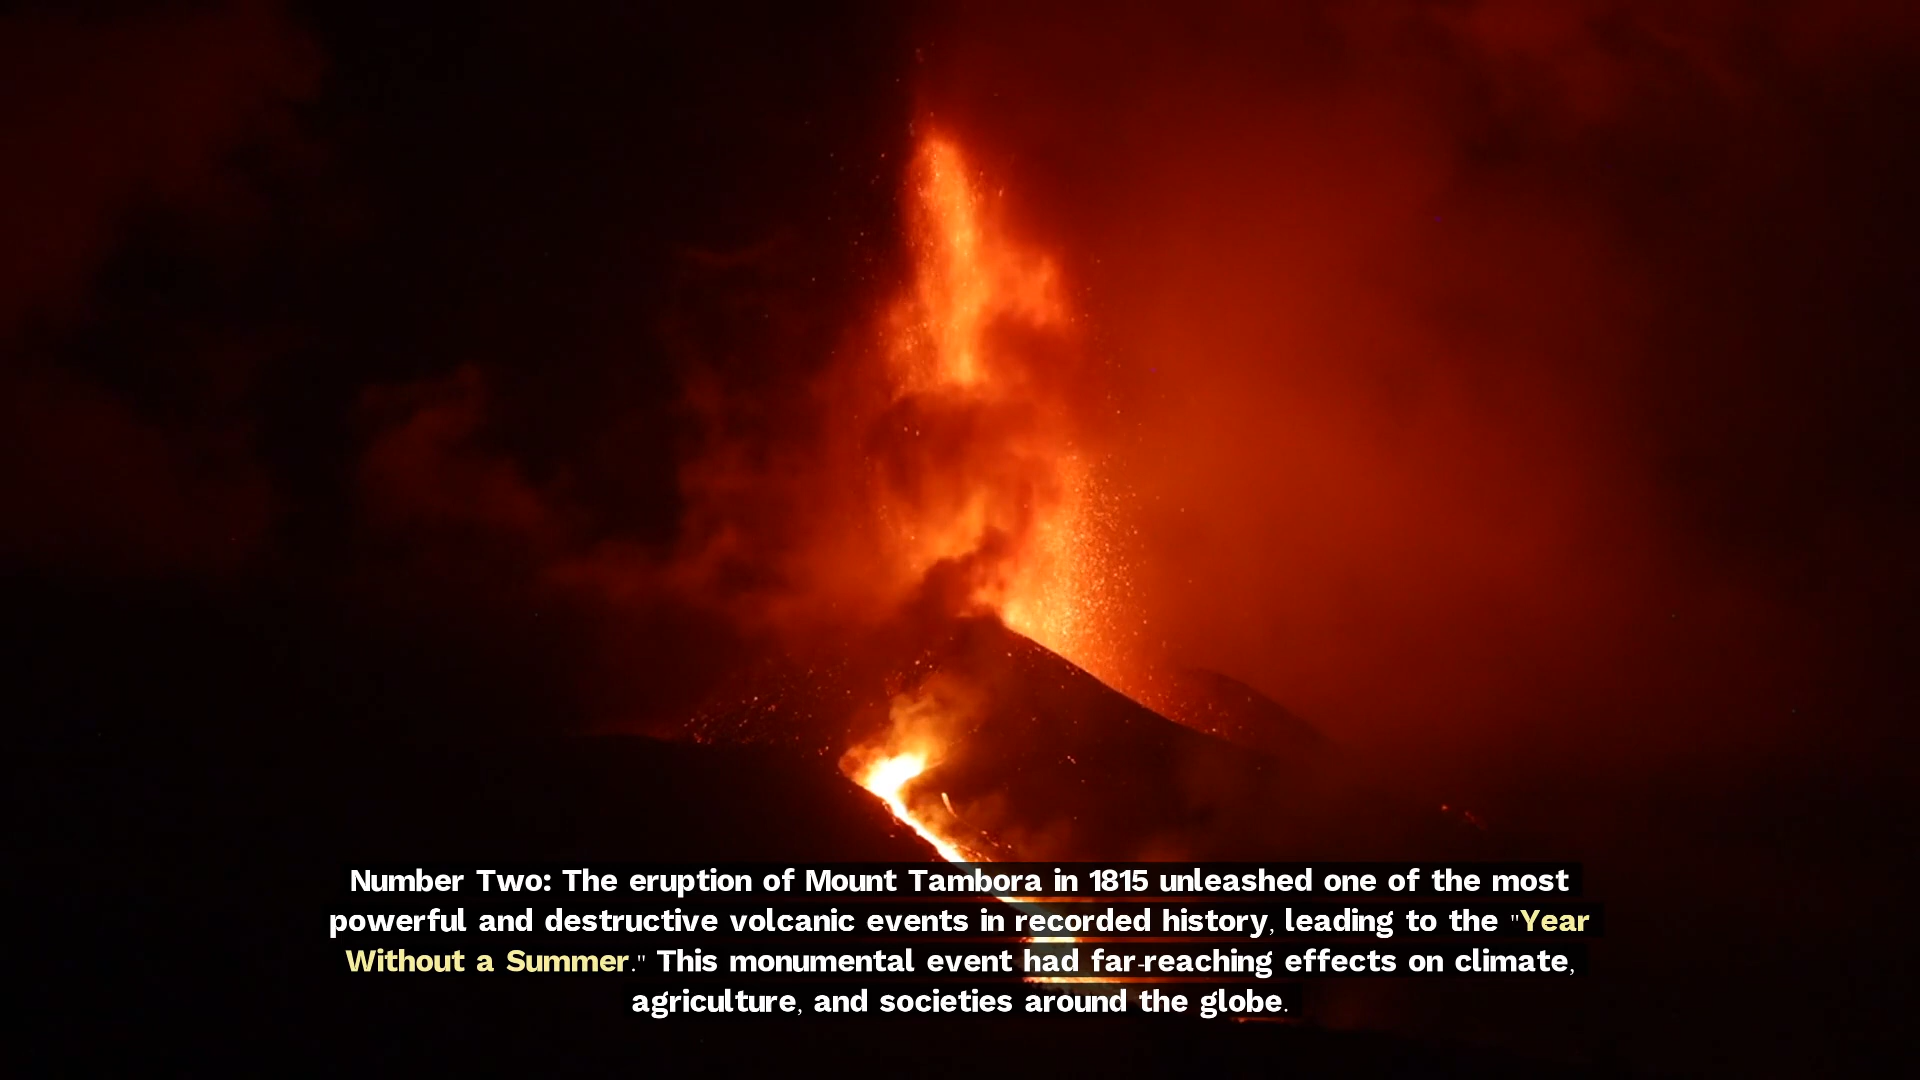 Number Two: The eruption of Mount Tambora in 1815 unleashed one of the most
powerful and destructive volcanic events in recorded history, leading to the "Year
Without a Summer." This monumental event had far-reaching effects on climate,
agriculture, and societies around the globe.